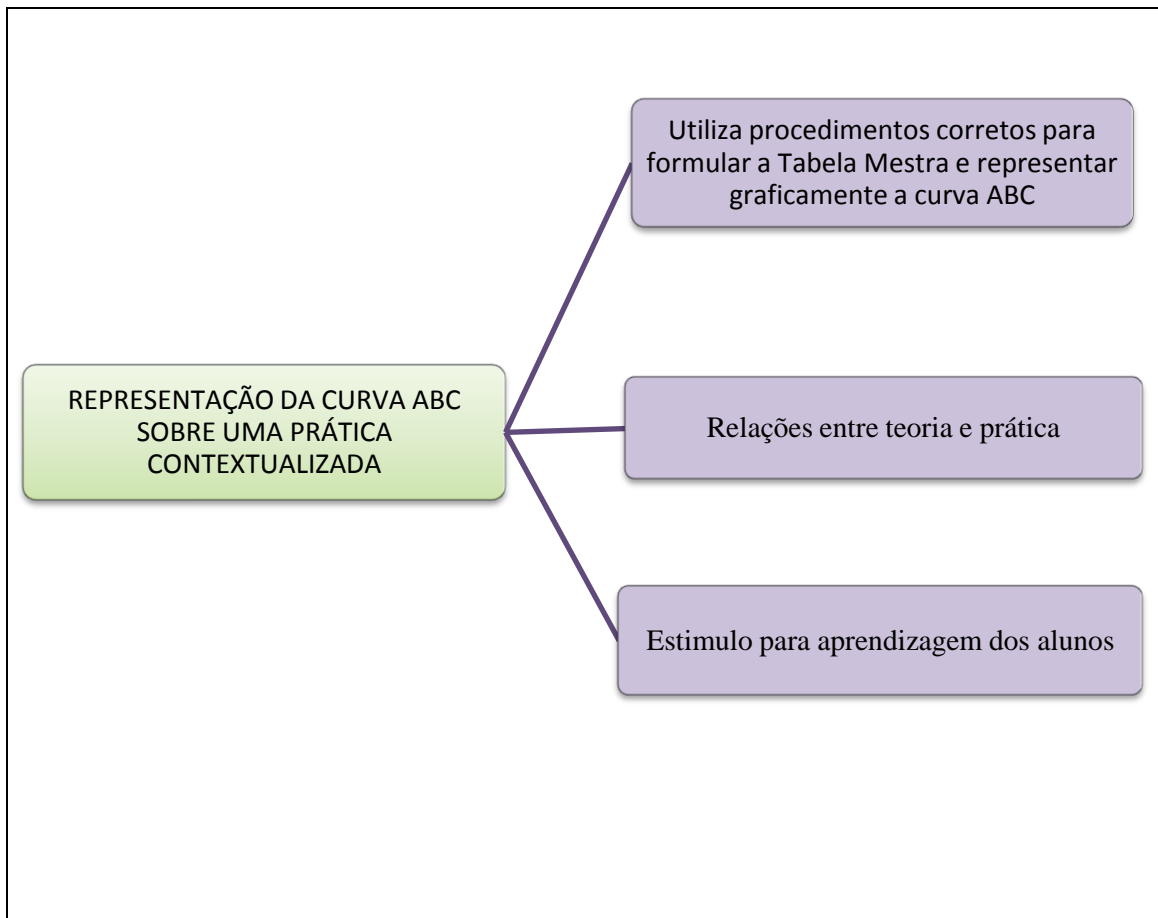 Utiliza procedimentos corretos para
formular a Tabela Mestra e representar
graficamente a curva ABC
REPRESENTAÇÃO DA CURVA ABC
SOBRE UMA PRÁTICA
CONTEXTUALIZADA
Relações entre teoria e prática
Estimulo para aprendizagem dos alunos